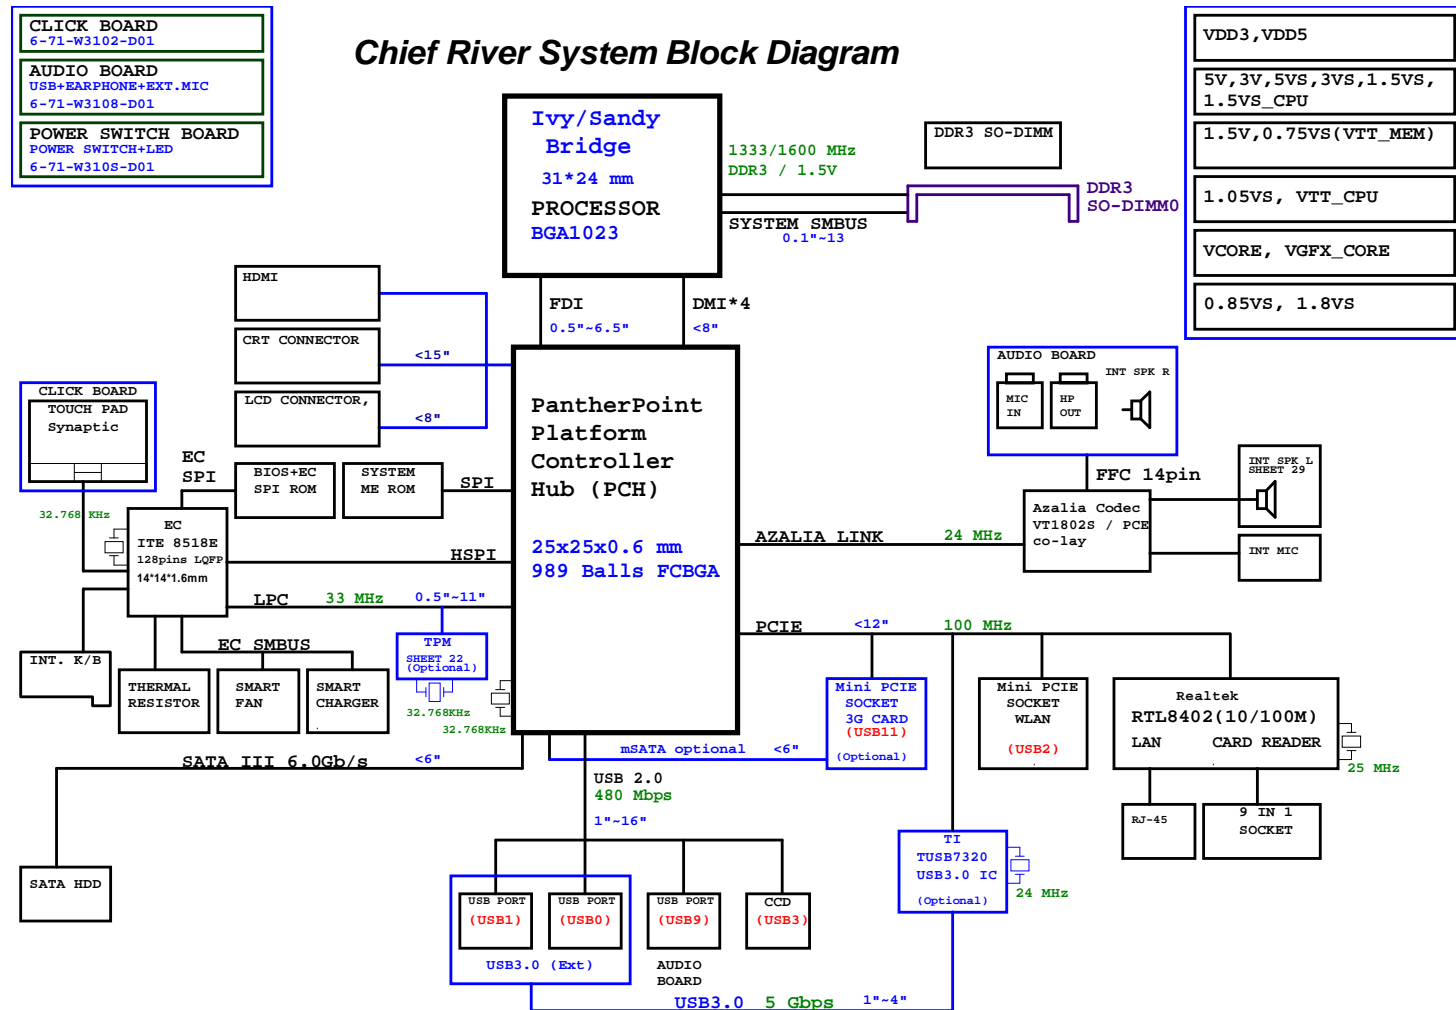 CLICK BOARD
6-71-W3102-D01
AUDIO BOARD
USB+EARPHONE+EXT.MIC
6-71-W3108-D01
POWER SWITCH BOARD
POWER SWITCH+LED
6-71-W310S-D01
Chief River System Block Diagram
VDD3,VDD5
5V,3V,5VS,3VS,1.5VS,
1.5VS_CPU
1.5V,0.75VS(VTT_MEM)
1.05VS, VTT_CPU
VCORE, VGFX_CORE
0.85VS, 1.8VS
Ivy/Sandy
Bridge
31*24 mm
PROCESSOR
BGA1023
1333/1600 MHz
DDR3 / 1.5V
DDR3 SO-DIMM
DDR3
SO-DIMM0
SYSTEM SMBUS
0.1"~13
HDMI
CRT CONNECTOR
LCD CONNECTOR,
<15"
<8"
FDI
0.5"~6.5"
DMI*4
<8"
PantherPoint
Platform
Controller
Hub (PCH)
25x25x0.6 mm
989 Balls FCBGA
CLICK BOARD
TOUCH PAD
Synaptic
EC
SPI
BIOS+EC
SPI ROM
SYSTEM
ME ROM
SPI
32.768 KHz
EC
ITE 8518E
128pins LQFP
14*14*1.6mm
HSPI
LPC
33 MHz
0.5"~11"
EC SMBUS
INT. K/B
THERMAL
RESISTOR
SMART
FAN
SMART
CHARGER
TPM
SHEET 22
(Optional)
32.768KHz
32.768KHz
AUDIO BOARD
MIC
IN
HP
OUT
INT SPK R
FFC 14pin
INT SPK L
SHEET 29
Azalia Codec
VT1802S / PCE
co-lay
INT MIC
AZALIA LINK
24 MHz
PCIE
<12"
100 MHz
Mini PCIE
SOCKET
3G CARD
(USB11)
(Optional)
Mini PCIE
SOCKET
WLAN
(USB2)
Realtek
RTL8402(10/100M)
LAN
CARD READER
25 MHz
RJ-45
9 IN 1
SOCKET
mSATA optional
<6"
SATA III 6.0Gb/s
<6"
SATA HDD
USB 2.0
480 Mbps
1"~16"
TI
TUSB7320
USB3.0 IC
(Optional)
24 MHz
USB PORT
(USB1)
USB PORT
(USB0)
USB PORT
(USB9)
CCD
(USB3)
USB3.0 (Ext)
AUDIO
BOARD
USB3.0
5 Gbps
1"~4"